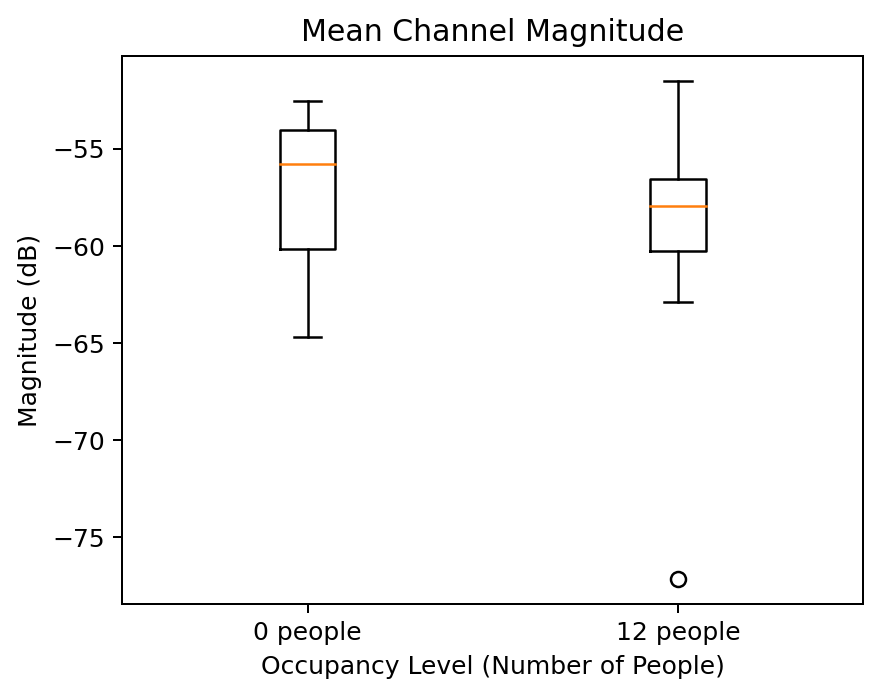 Mean Channel Magnitude
Magnitude (dB)
−55
−60
−65
−70
−75
0 people
12 people
Occupancy Level (Number of People)